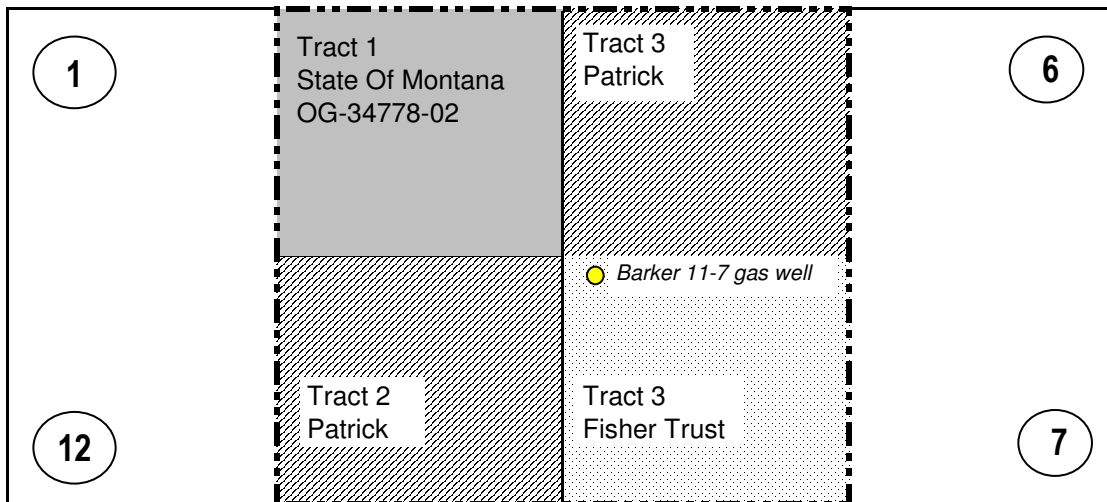 1
Tract 1
State Of Montana
OG-34778-02
Tract 3
Patrick
6
Barker 11-7 gas well
12
Tract 2
Patrick
Tract 3
Fisher Trust
7